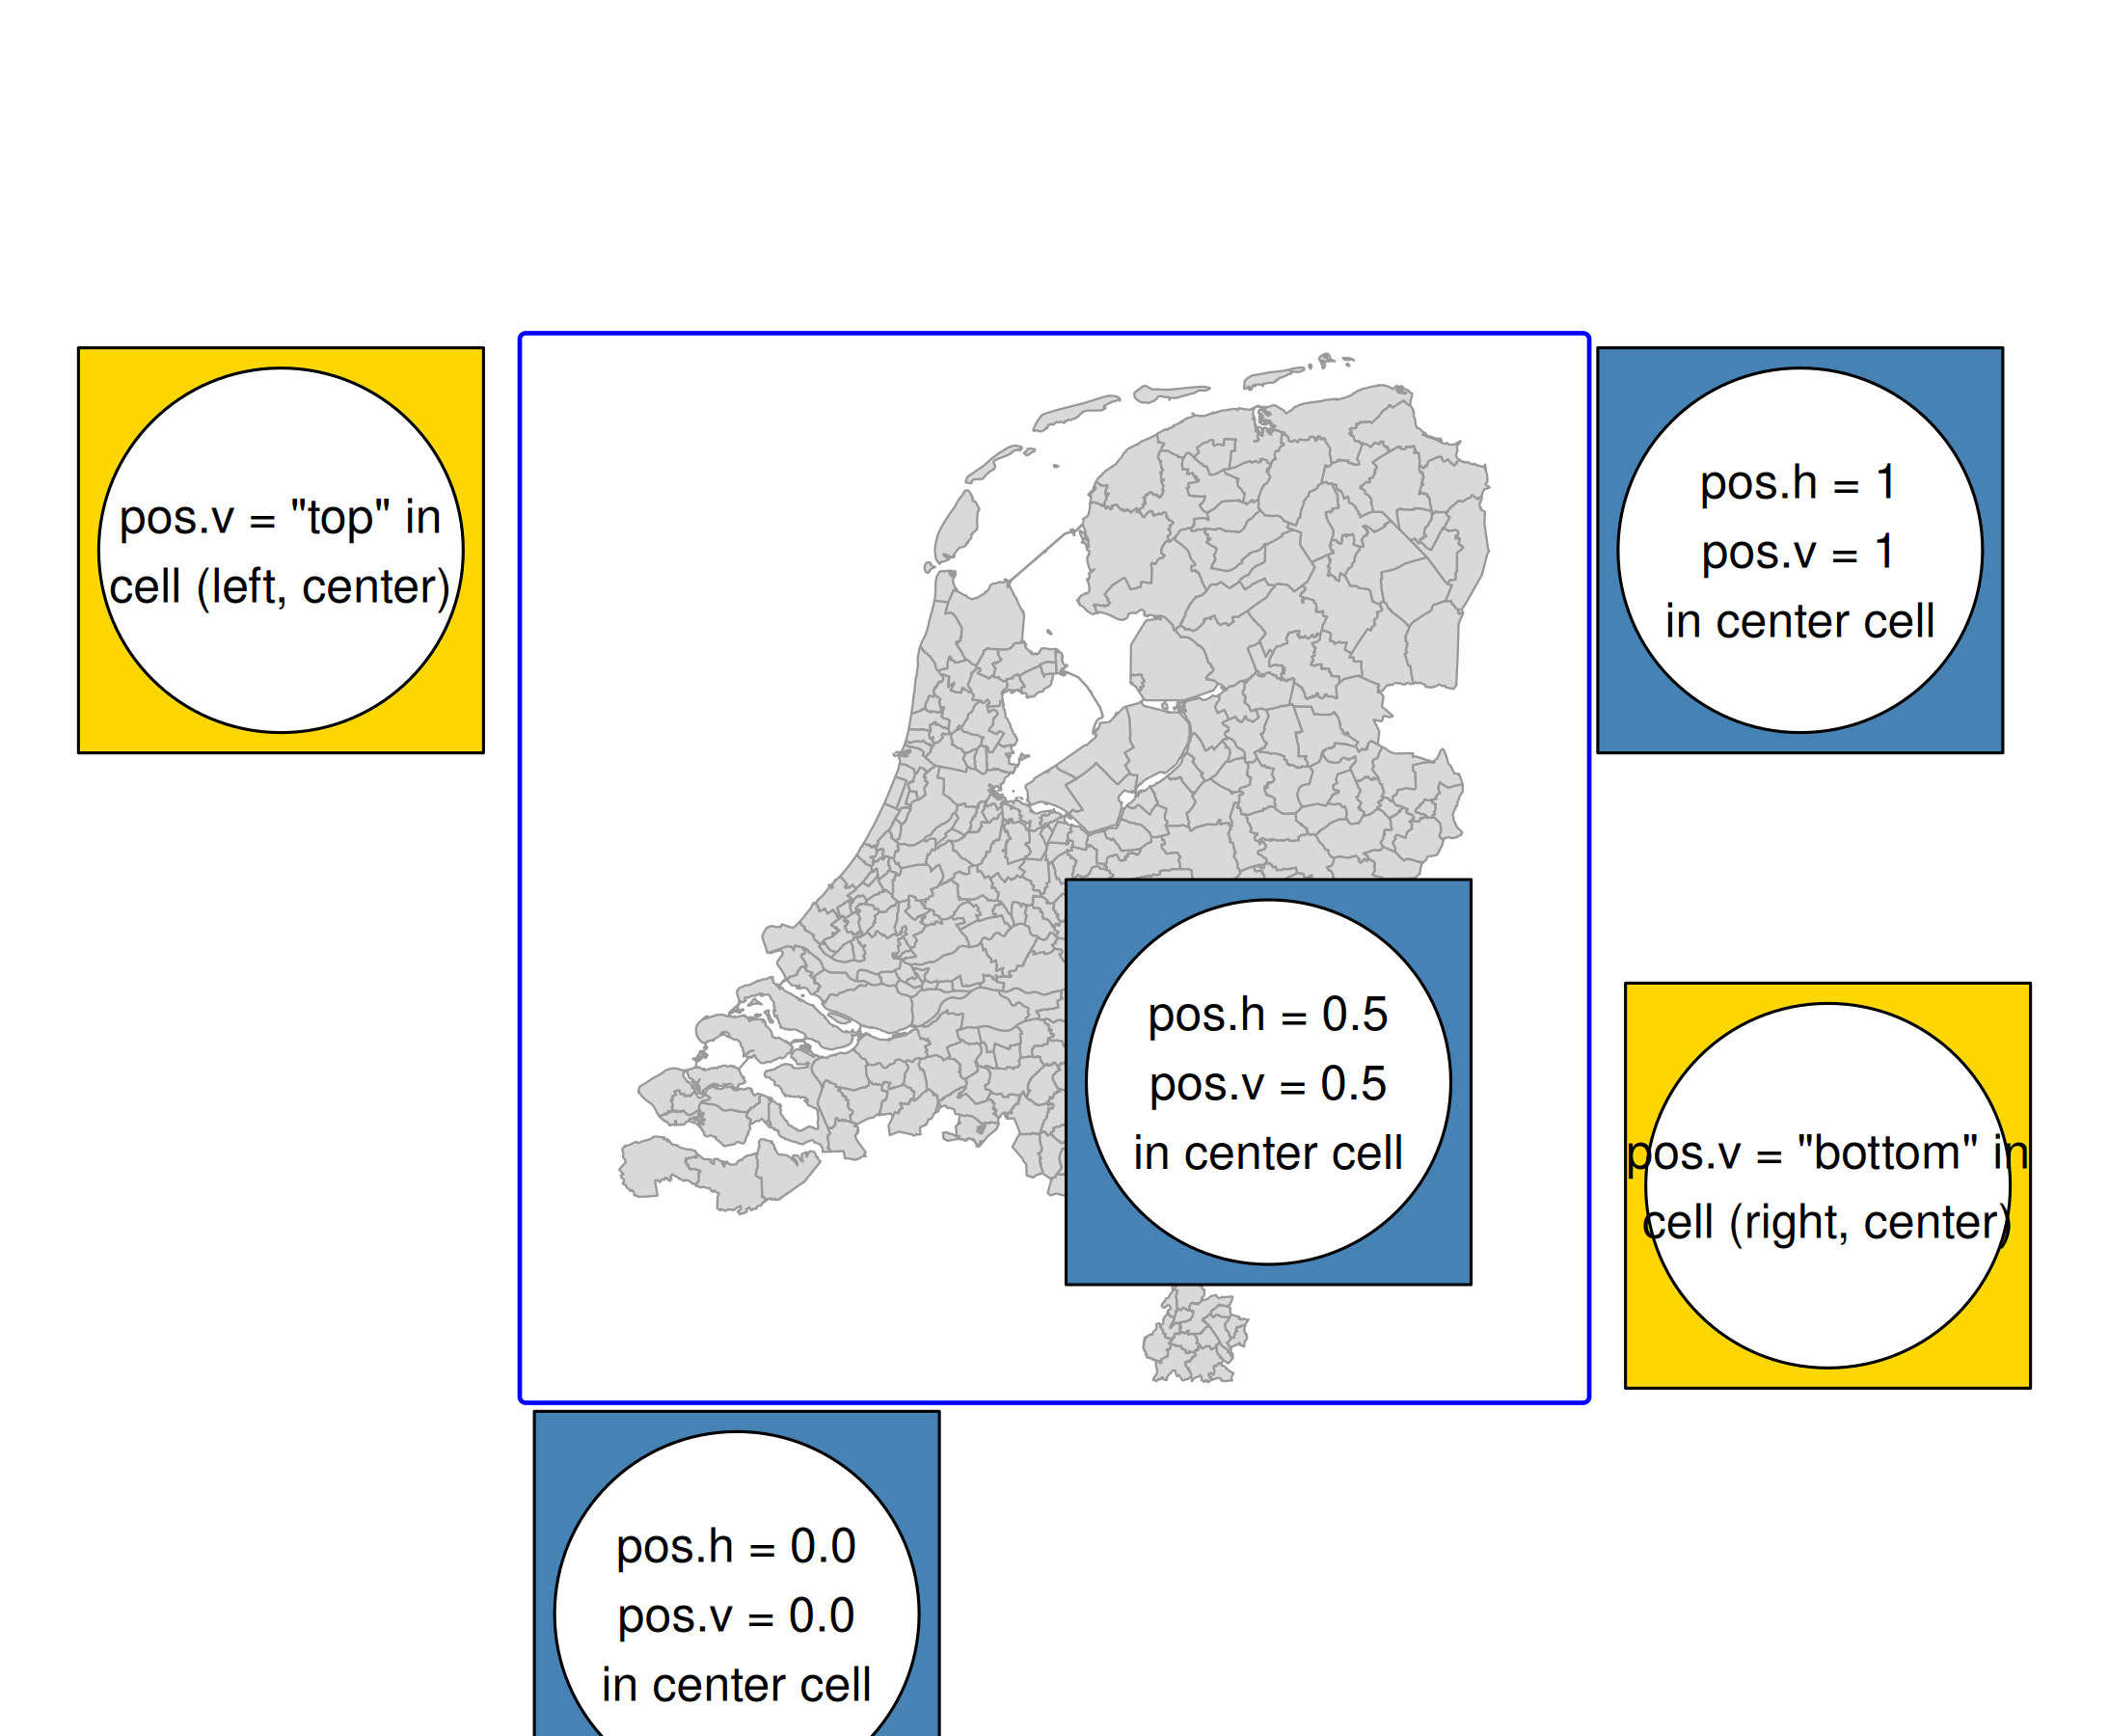 pos.v = "top" in
cell (left, center)
pos.h = 1
pos.v = 1
in center cell
pos.h = 0.5
pos.v = 0.5
in center cell
pos.v = "bottom" in
cell (right, center)
pos.h = 0.0
pos.v = 0.0
in center cell